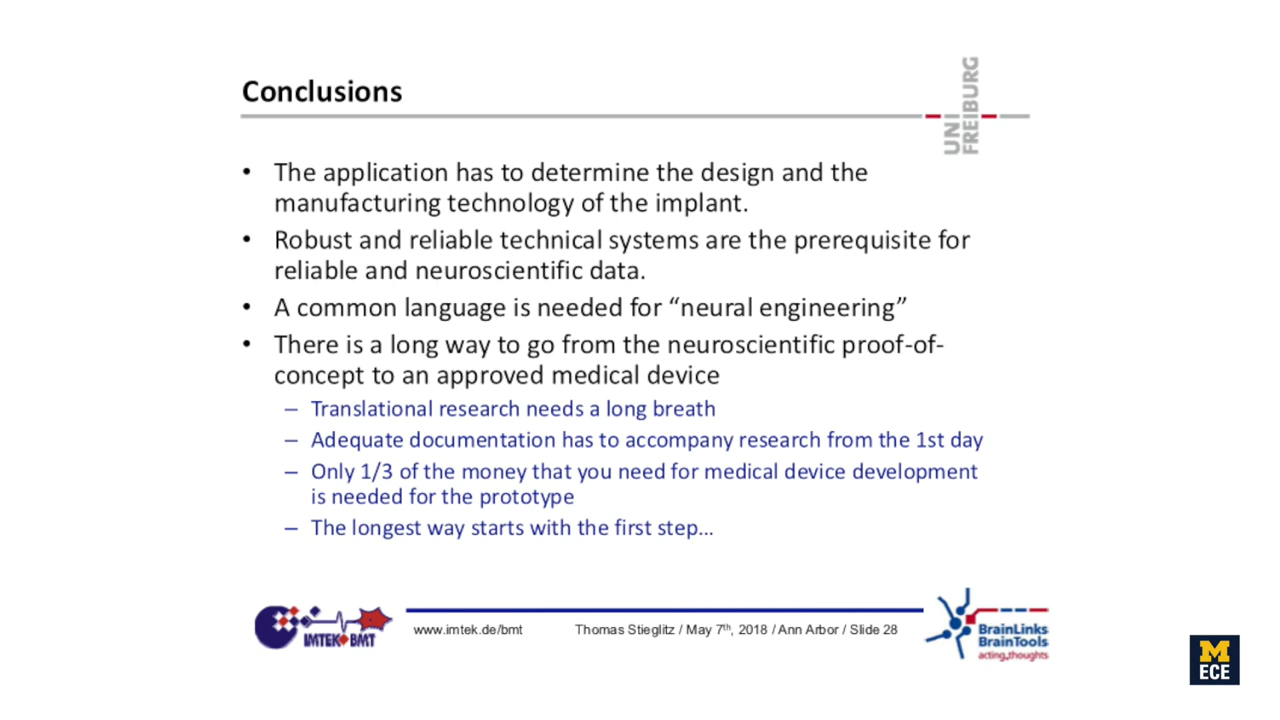 Conclusions
UNI
FREIBURG
• The application has to determine the design and the
manufacturing technology of the implant.
• Robust and reliable technical systems are the prerequisite for
reliable and neuroscientific data.
• A common language is needed for “neural engineering”
• There is a long way to go from the neuroscientific proof-of-
concept to an approved medical device
– Translational research needs a long breath
– Adequate documentation has to accompany research from the 1st day
– Only 1/3 of the money that you need for medical device development
is needed for the prototype
– The longest way starts with the first step…
IMTEK BMT
www.imtek.de/bmt
Thomas Stieglitz / May 7th, 2018 / Ann Arbor / Slide 28
BrainLinks
BrainTools
acting_thoughts
M
ECE